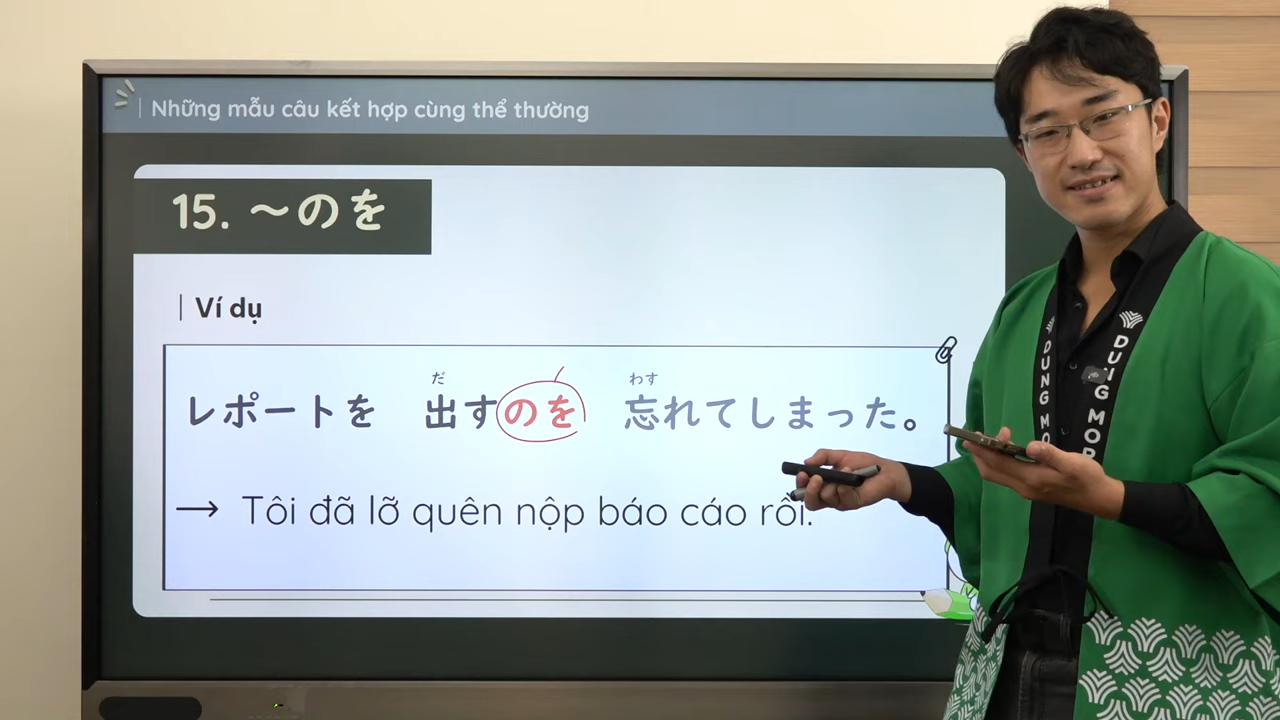 Những mẫu câu kết hợp cùng thể thường
15. ～のを
Ví dụ
だ わす
レポートを 出すのを 忘れてしまった。
→ Tôi đã lỡ quên nộp báo cáo rồi.
DUNG MO
DUNG MOR